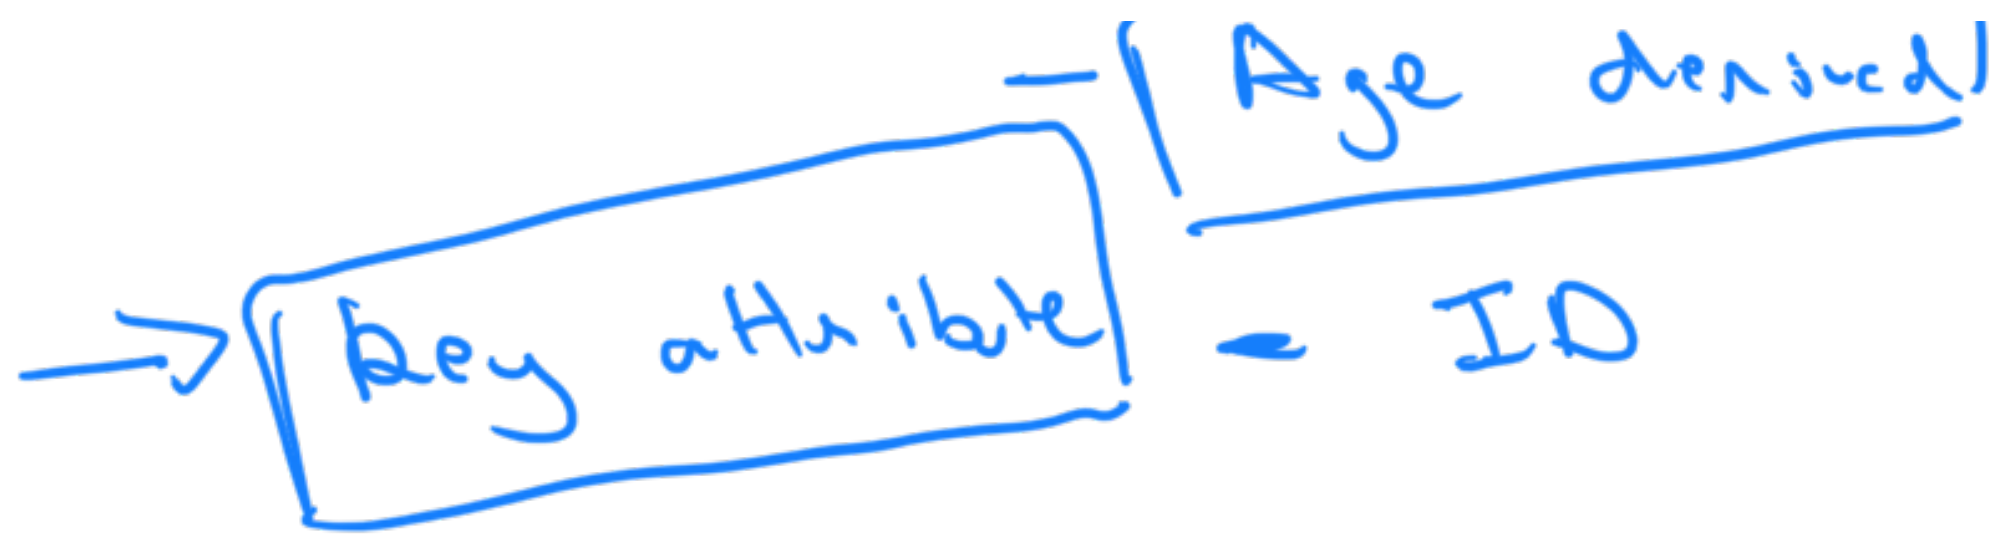 - Age derived
→ Key attribute - ID